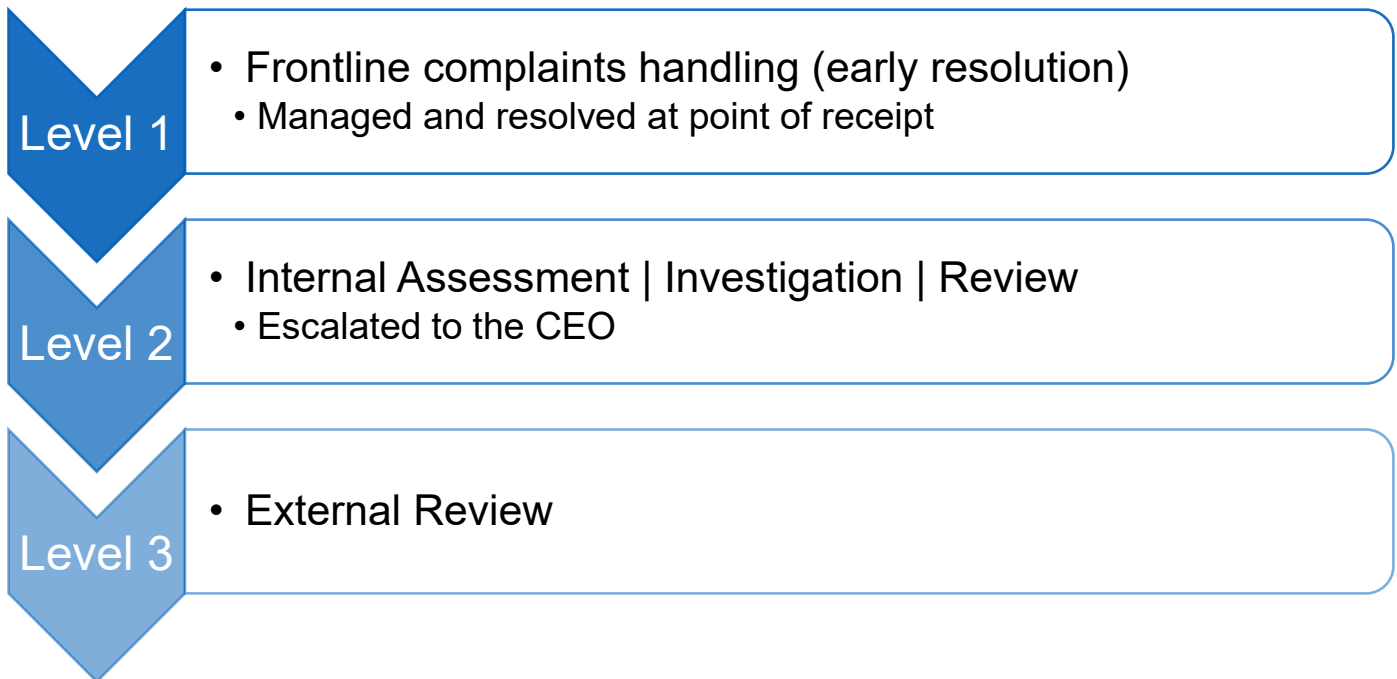 Level 1
• Frontline complaints handling (early resolution)
• Managed and resolved at point of receipt
Level 2
• Internal Assessment | Investigation | Review
• Escalated to the CEO
Level 3
• External Review